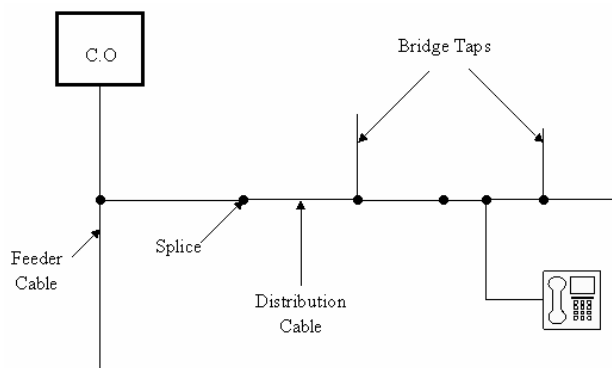 C.O
Bridge Taps
Feeder
Cable
Splice
Distribution
Cable